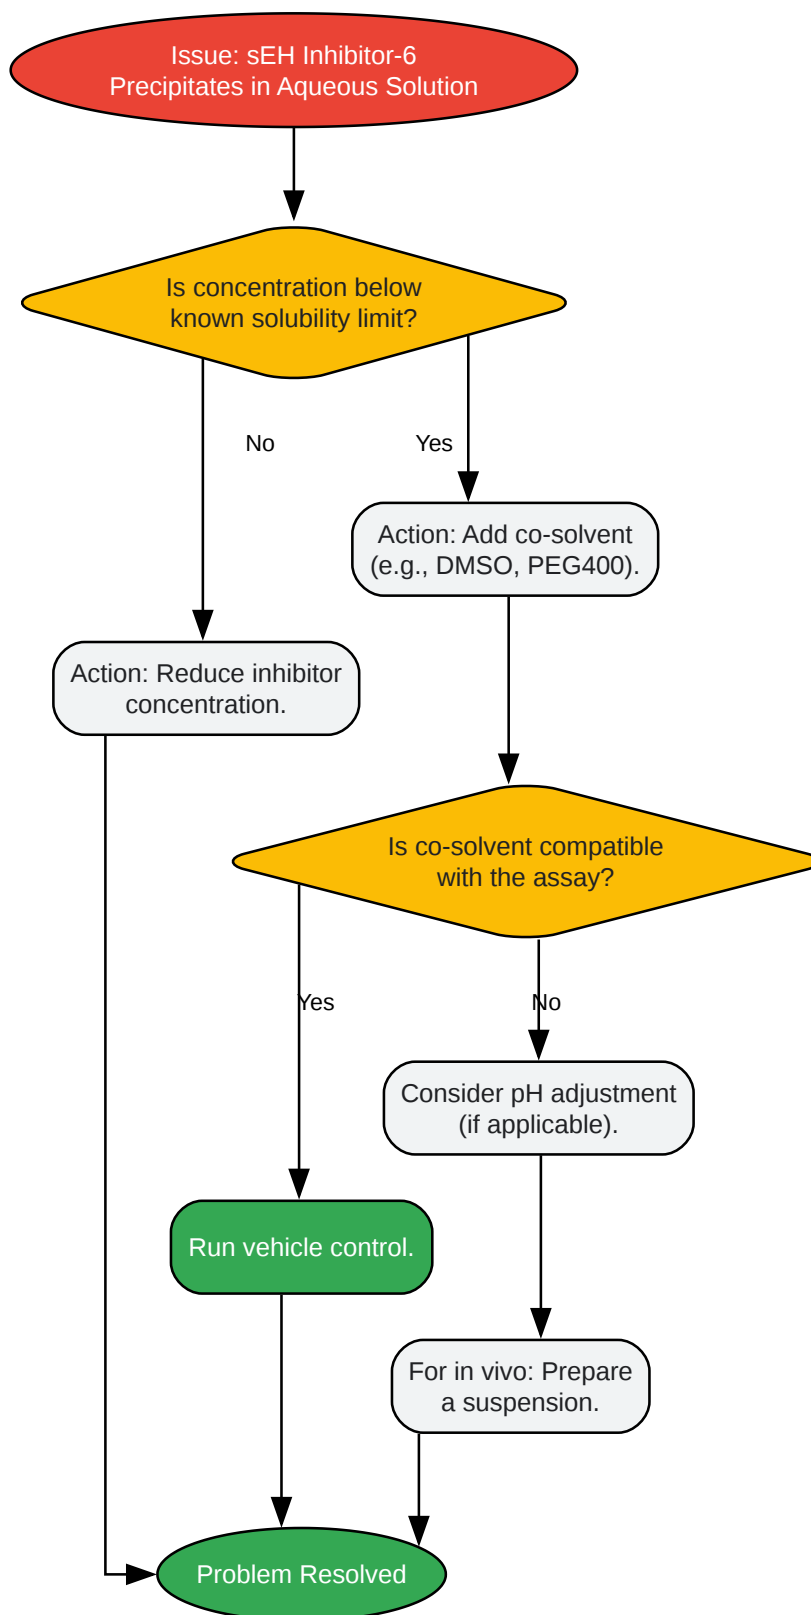 Issue: sEH Inhibitor-6
Precipitates in Aqueous Solution
Is concentration below
known solubility limit?
No
Yes
Action: Add co-solvent
(e.g., DMSO, PEG400).
Action: Reduce inhibitor
concentration.
Is co-solvent compatible
with the assay?
Yes
No
Consider pH adjustment
(if applicable).
Run vehicle control.
For in vivo: Prepare
a suspension.
Problem Resolved